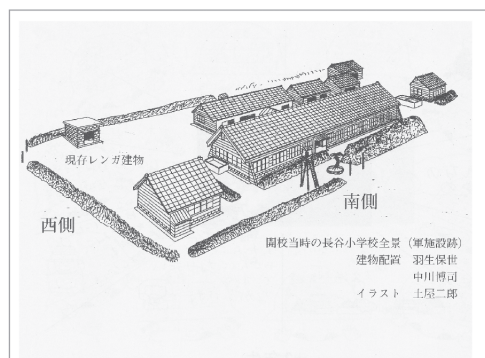 現存レンガ建物
西側
南側
開校当時の長谷小学校全景（軍施設跡）
建物配置　羽生保世
中川博司
イラスト　土屋二郎